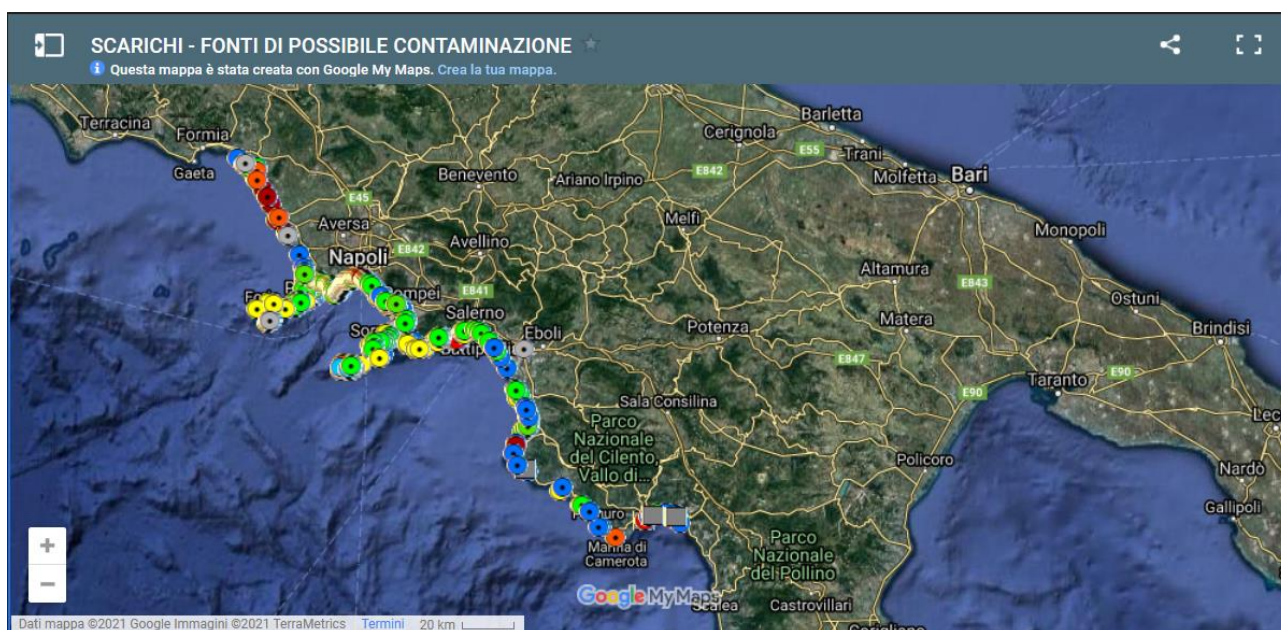 SCARICHI - FONTI DI POSSIBILE CONTAMINAZIONE
Questa mappa è stata creata con Google My Maps. Crea la tua mappa.
Terracina
Formia
Gaeta
Barletta
Cerignola
E55
Trani
E842
Molfetta
Bari
Benevento
Ariano Irpino
E45
Aversa
Melfi
Monopoli
Napoli
E842
Avellino
Altamura
E843
Ostuni
E841
Salerno
Potenza
Matera
Brindisi
Eboli
E847
E90
Taranto
E90
Sala Consilina
Parco
Nazionale
del Cilento,
Vallo di...
Policoro
Nardò
Gallipoli
Marina di
Camerota
Parco
Nazionale
del Pollino
Google My Maps
Scalea
Castrovillari
Dati mappa ©2021 Google Immagini ©2021 TerraMetrics Termini 20 km